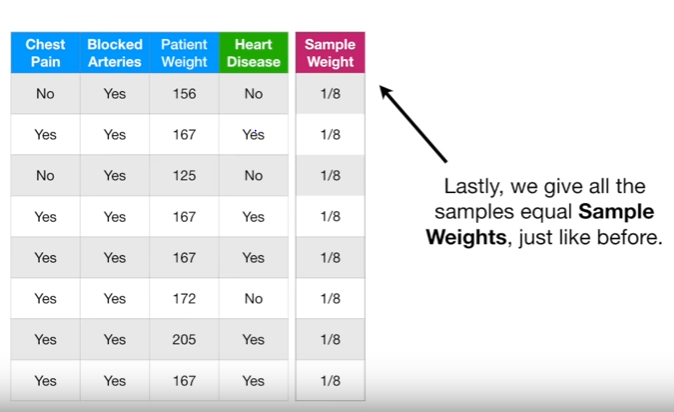 Chest Pain Blocked Arteries Patient Weight Heart Disease Sample Weight
No Yes 156 No 1/8
Yes Yes 167 Yes 1/8
No Yes 125 No 1/8
Yes Yes 167 Yes 1/8
Yes Yes 167 Yes 1/8
Yes Yes 172 No 1/8
Yes Yes 205 Yes 1/8
Yes Yes 167 Yes 1/8
Lastly, we give all the
samples equal Sample
Weights, just like before.